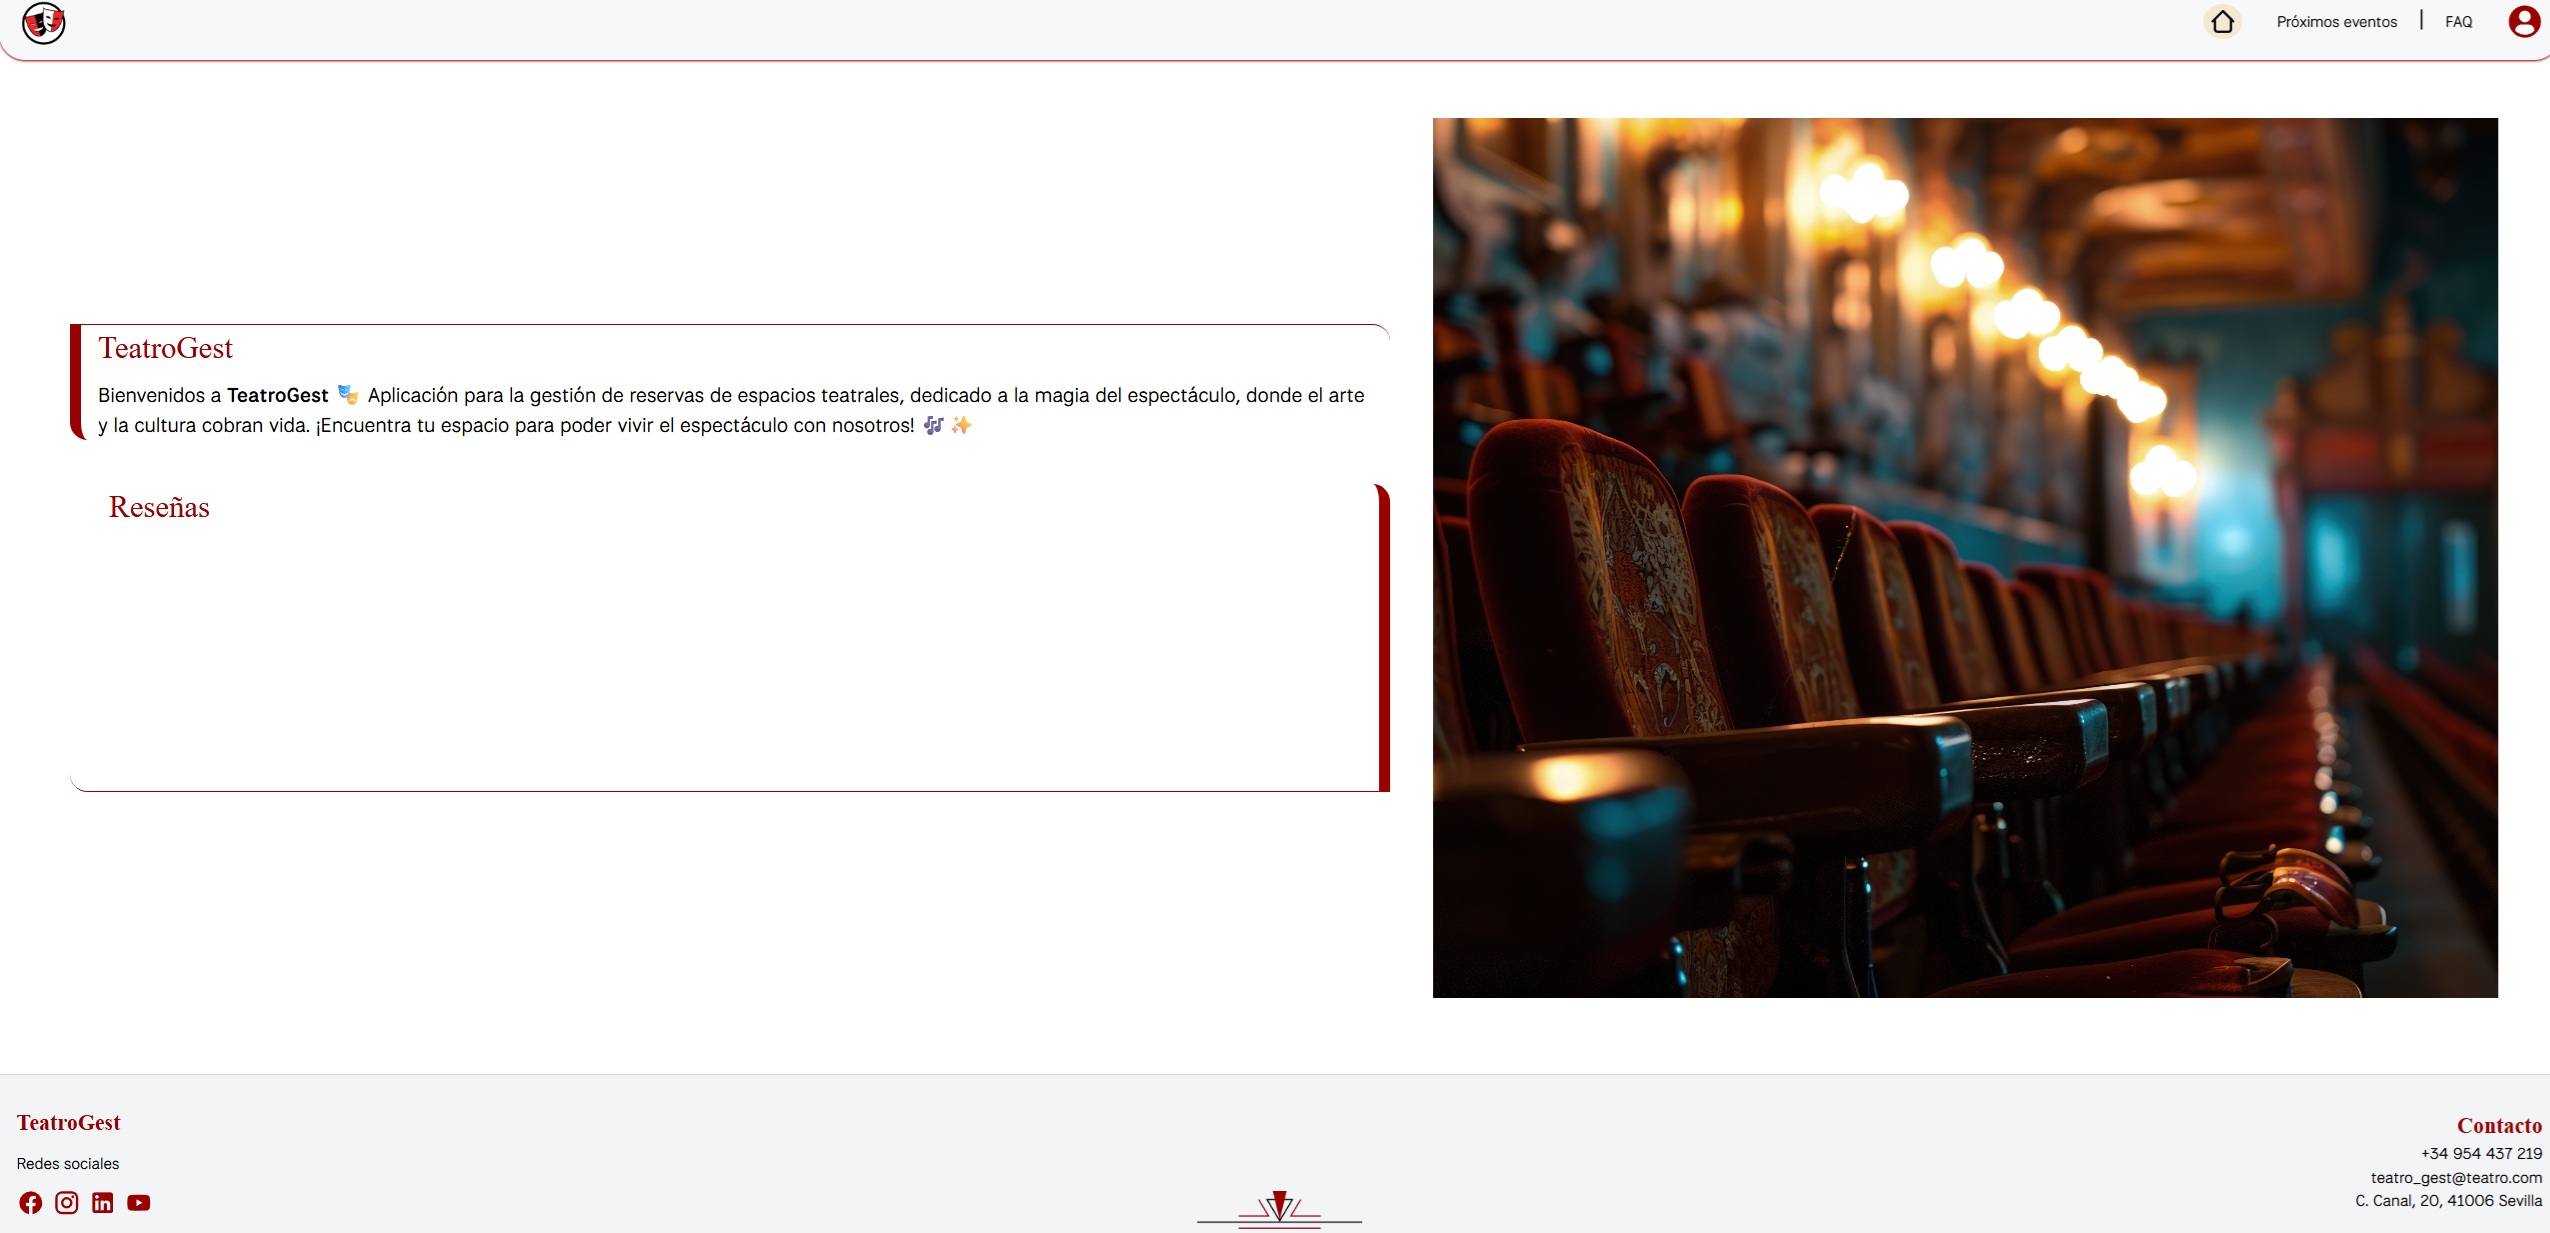 Próximos eventos | FAQ
TeatroGest
Bienvenidos a TeatroGest 🎭 Aplicación para la gestión de reservas de espacios teatrales, dedicado a la magia del espectáculo, donde el arte
y la cultura cobran vida. ¡Encuentra tu espacio para poder vivir el espectáculo con nosotros! 🎶 ✨
Reseñas
TeatroGest
Redes sociales
Contacto
+34 954 437 219
teatro_gest@teatro.com
C. Canal, 20, 41006 Sevilla